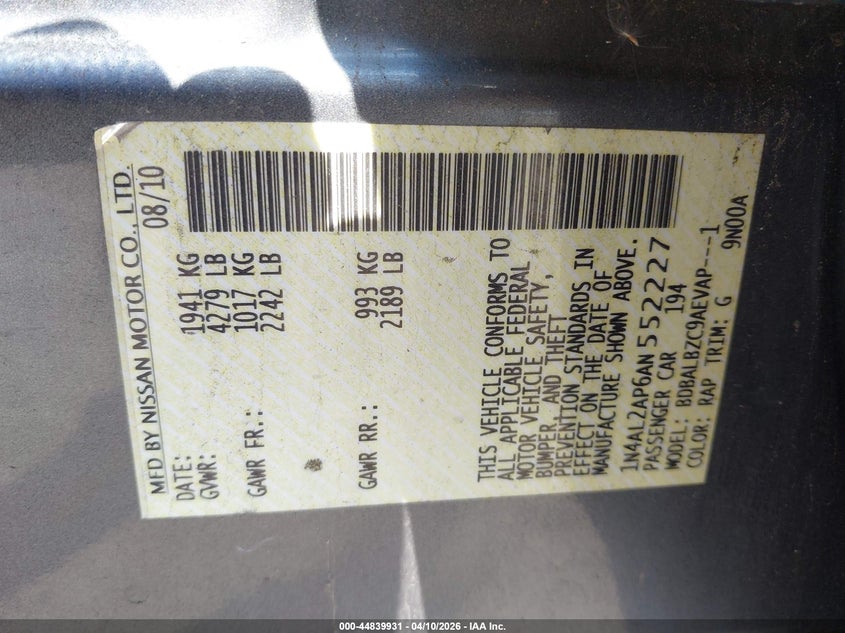 MFD BY NISSAN MOTOR CO., LTD.
DATE: 08/10
GVWR: 1941 KG
4279 LB
GAWR FR.: 1017 KG
2242 LB
GAWR RR.: 993 KG
2189 LB
THIS VEHICLE CONFORMS TO
ALL APPLICABLE FEDERAL
MOTOR VEHICLE SAFETY,
BUMPER, AND THEFT
PREVENTION STANDARDS IN
EFFECT ON THE DATE OF
MANUFACTURE SHOWN ABOVE.
1N4AL2AP6AN552227
PASSENGER CAR 194
MODEL: BDBALBZC9AEVAP---1
COLOR: RAP TRIM: G 9N00A
000-44839931 - 04/10/2026 - IAA Inc.